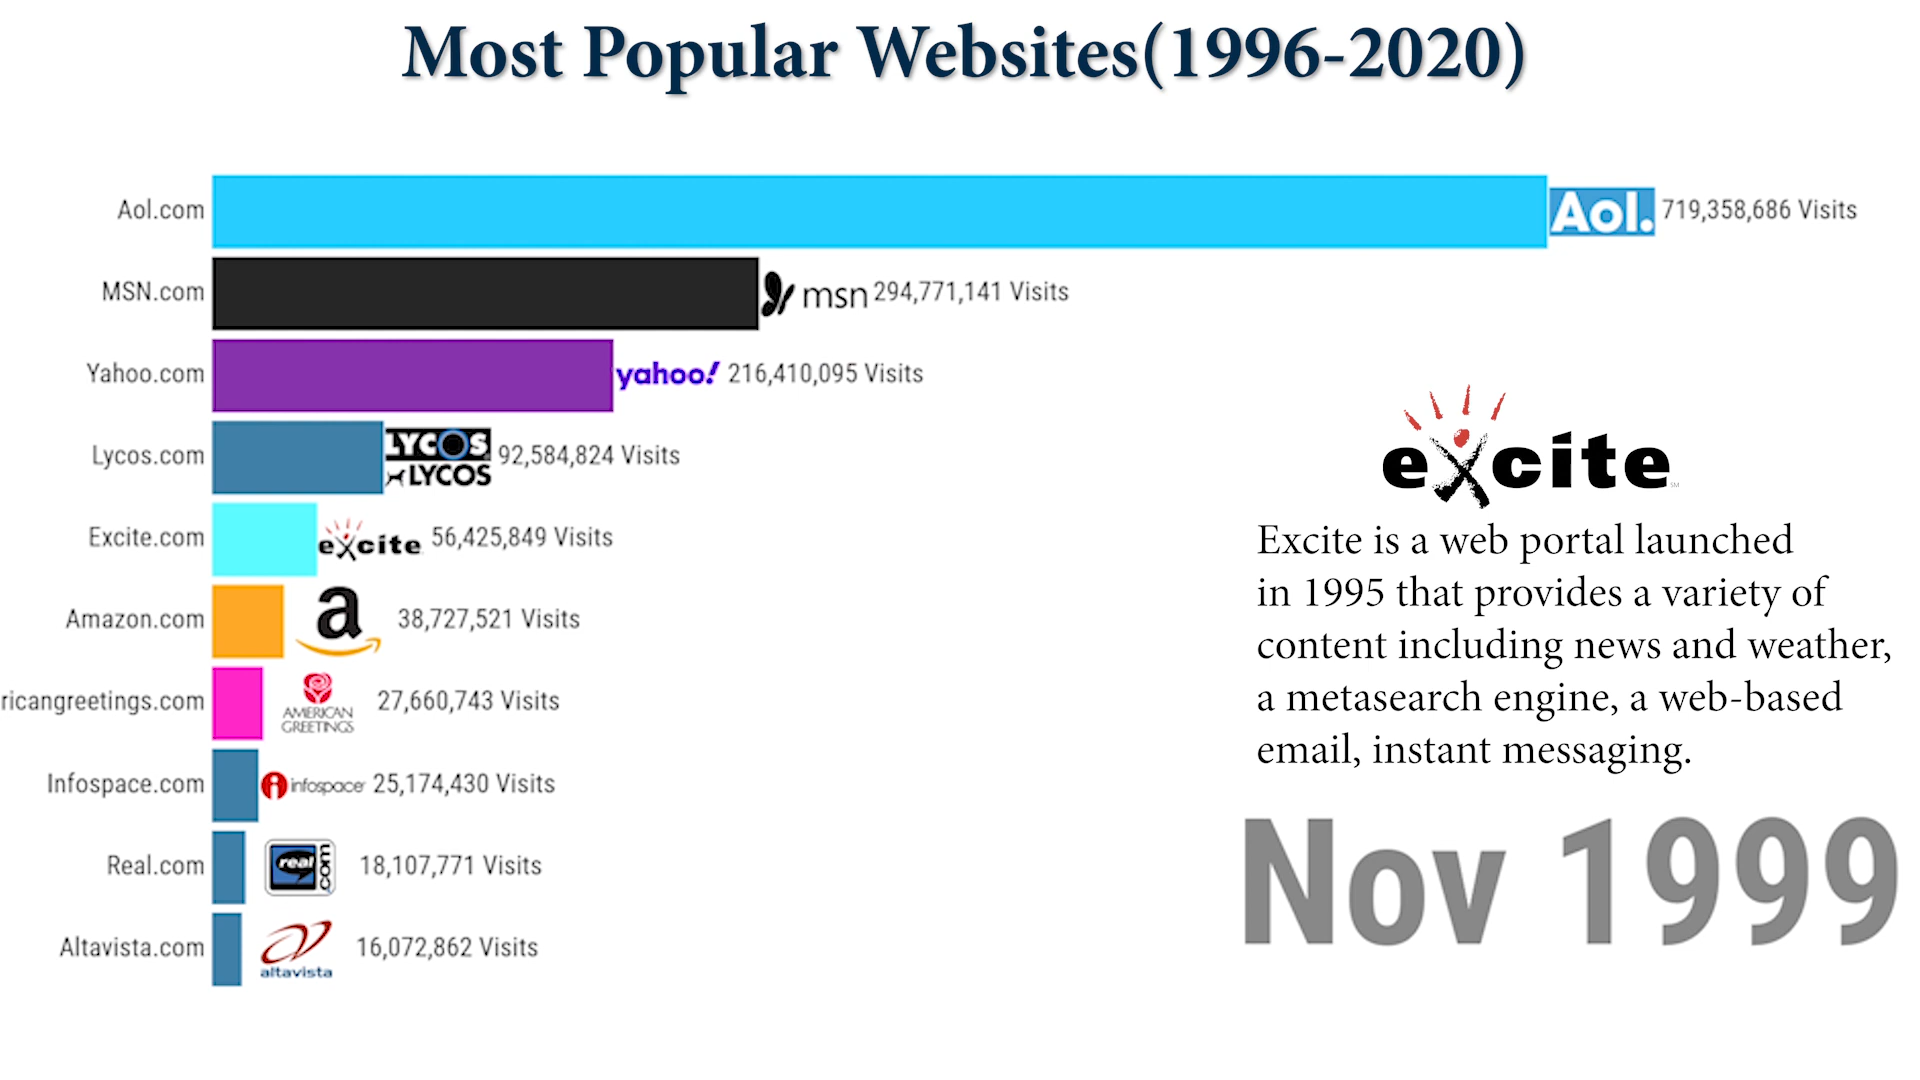 Most Popular Websites(1996-2020)
Aol.com Aol. 719,358,686 Visits
MSN.com msn 294,771,141 Visits
Yahoo.com yahoo! 216,410,095 Visits
Lycos.com LYCOS LYCOS 92,584,824 Visits
Excite.com excite 56,425,849 Visits
Amazon.com a 38,727,521 Visits
ricangreetings.com AMERICAN GREETINGS 27,660,743 Visits
Infospace.com infospace 25,174,430 Visits
Real.com real .com 18,107,771 Visits
Altavista.com altavista 16,072,862 Visits
excite SM
Excite is a web portal launched
in 1995 that provides a variety of
content including news and weather,
a metasearch engine, a web-based
email, instant messaging.
Nov 1999